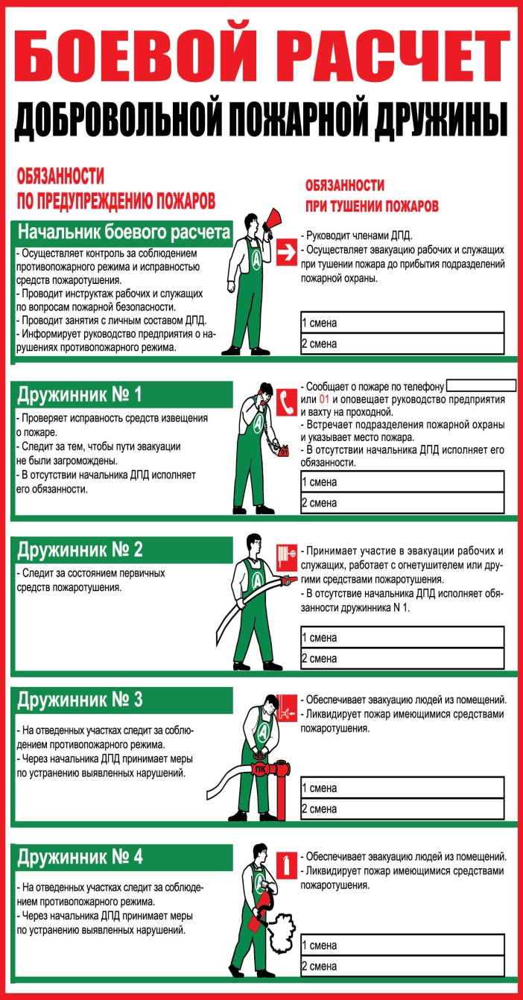 БОЕВОЙ РАСЧЕТ
ДОБРОВОЛЬНОЙ ПОЖАРНОЙ ДРУЖИНЫ
ОБЯЗАННОСТИ
ПО ПРЕДУПРЕЖДЕНИЮ ПОЖАРОВ
ОБЯЗАННОСТИ
ПРИ ТУШЕНИИ ПОЖАРОВ
Начальник боевого расчета
- Осуществляет контроль за соблюдением
противопожарного режима и исправностью
средств пожаротушения.
- Проводит инструктаж рабочих и служащих
по вопросам пожарной безопасности.
- Проводит занятия с личным составом ДПД.
- Информирует руководство предприятия о на-
рушениях противопожарного режима.
А
- Руководит членами ДПД.
- Осуществляет эвакуацию рабочих и служащих
при тушении пожара до прибытия подразделений
пожарной охраны.
1 смена
2 смена
Дружинник № 1
- Проверяет исправность средств извещения
о пожаре.
- Следит за тем, чтобы пути эвакуации
не были загромождены.
- В отсутствии начальника ДПД исполняет
его обязанности.
А
01
- Сообщает о пожаре по телефону
или 01 и оповещает руководство предприятия
и вахту на проходной.
- Встречает подразделения пожарной охраны
и указывает место пожара.
- В отсутствии начальника ДПД исполняет его
обязанности.
1 смена
2 смена
Дружинник № 2
- Следит за состоянием первичных
средств пожаротушения.
А
- Принимает участие в эвакуации рабочих и
служащих, работает с огнетушителем или дру-
гими средствами пожаротушения.
- В отсутствие начальника ДПД исполняет обя-
занности дружинника N 1.
1 смена
2 смена
Дружинник № 3
- На отведенных участках следит за соблю-
дением противопожарного режима.
- Через начальника ДПД принимает меры
по устранению выявленных нарушений.
А
ПК
- Обеспечивает эвакуацию людей из помещений.
- Ликвидирует пожар имеющимися средствами
пожаротушения.
1 смена
2 смена
Дружинник № 4
- На отведенных участках следит за соблюде-
нием противопожарного режима.
- Через начальника ДПД принимает меры
по устранению выявленных нарушений.
А
- Обеспечивает эвакуацию людей из помещений.
- Ликвидирует пожар имеющимися средствами
пожаротушения.
1 смена
2 смена